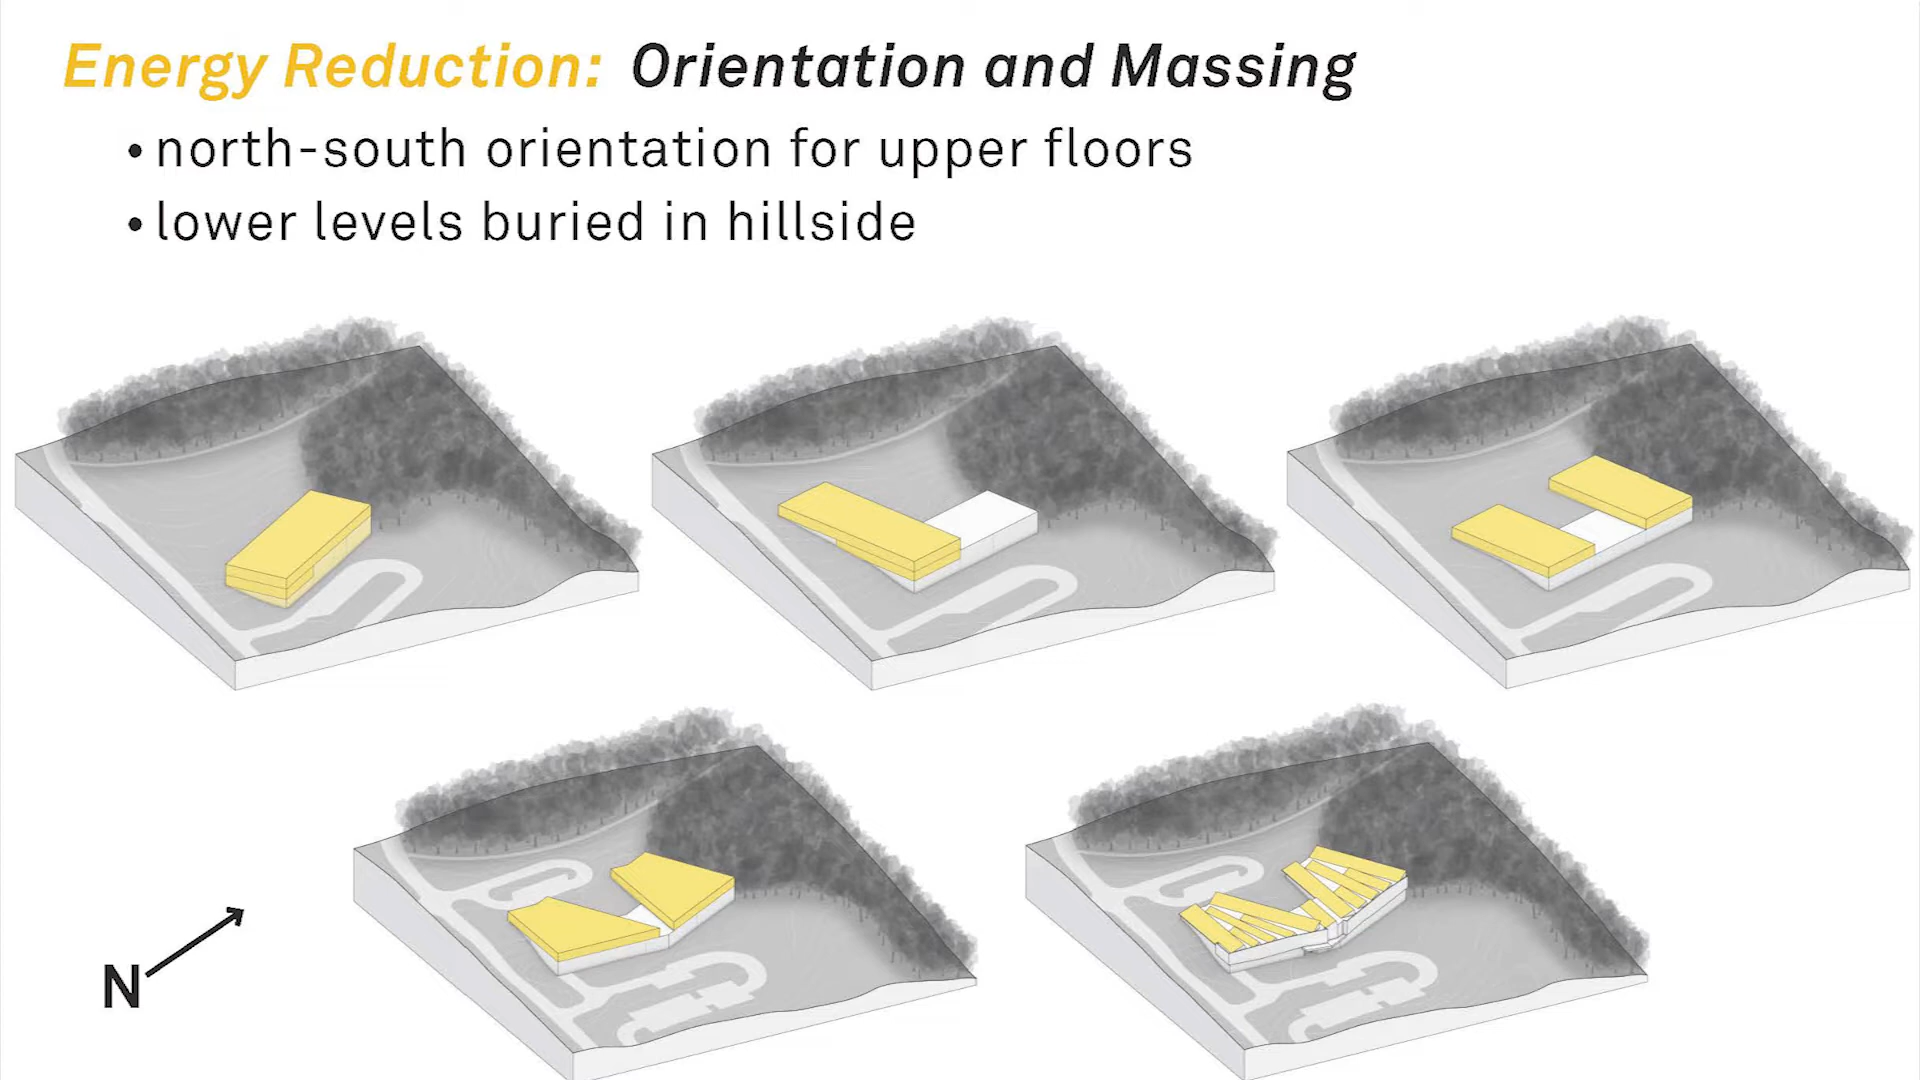 Energy Reduction: Orientation and Massing
• north-south orientation for upper floors
• lower levels buried in hillside
N